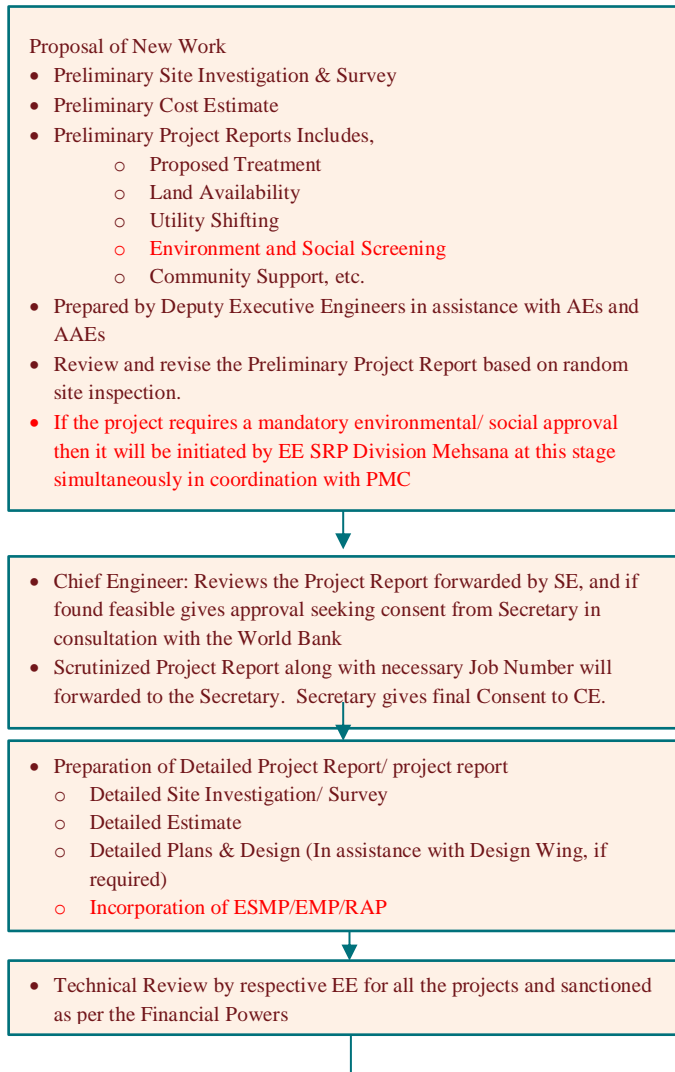 Proposal of New Work
• Preliminary Site Investigation & Survey
• Preliminary Cost Estimate
• Preliminary Project Reports Includes,
o Proposed Treatment
o Land Availability
o Utility Shifting
o Environment and Social Screening
o Community Support, etc.
• Prepared by Deputy Executive Engineers in assistance with AEs and
AAEs
• Review and revise the Preliminary Project Report based on random
site inspection.
• If the project requires a mandatory environmental/ social approval
then it will be initiated by EE SRP Division Mehsana at this stage
simultaneously in coordination with PMC
• Chief Engineer: Reviews the Project Report forwarded by SE, and if
found feasible gives approval seeking consent from Secretary in
consultation with the World Bank
• Scrutinized Project Report along with necessary Job Number will
forwarded to the Secretary. Secretary gives final Consent to CE.
• Preparation of Detailed Project Report/ project report
o Detailed Site Investigation/ Survey
o Detailed Estimate
o Detailed Plans & Design (In assistance with Design Wing, if
required)
o Incorporation of ESMP/EMP/RAP
• Technical Review by respective EE for all the projects and sanctioned
as per the Financial Powers